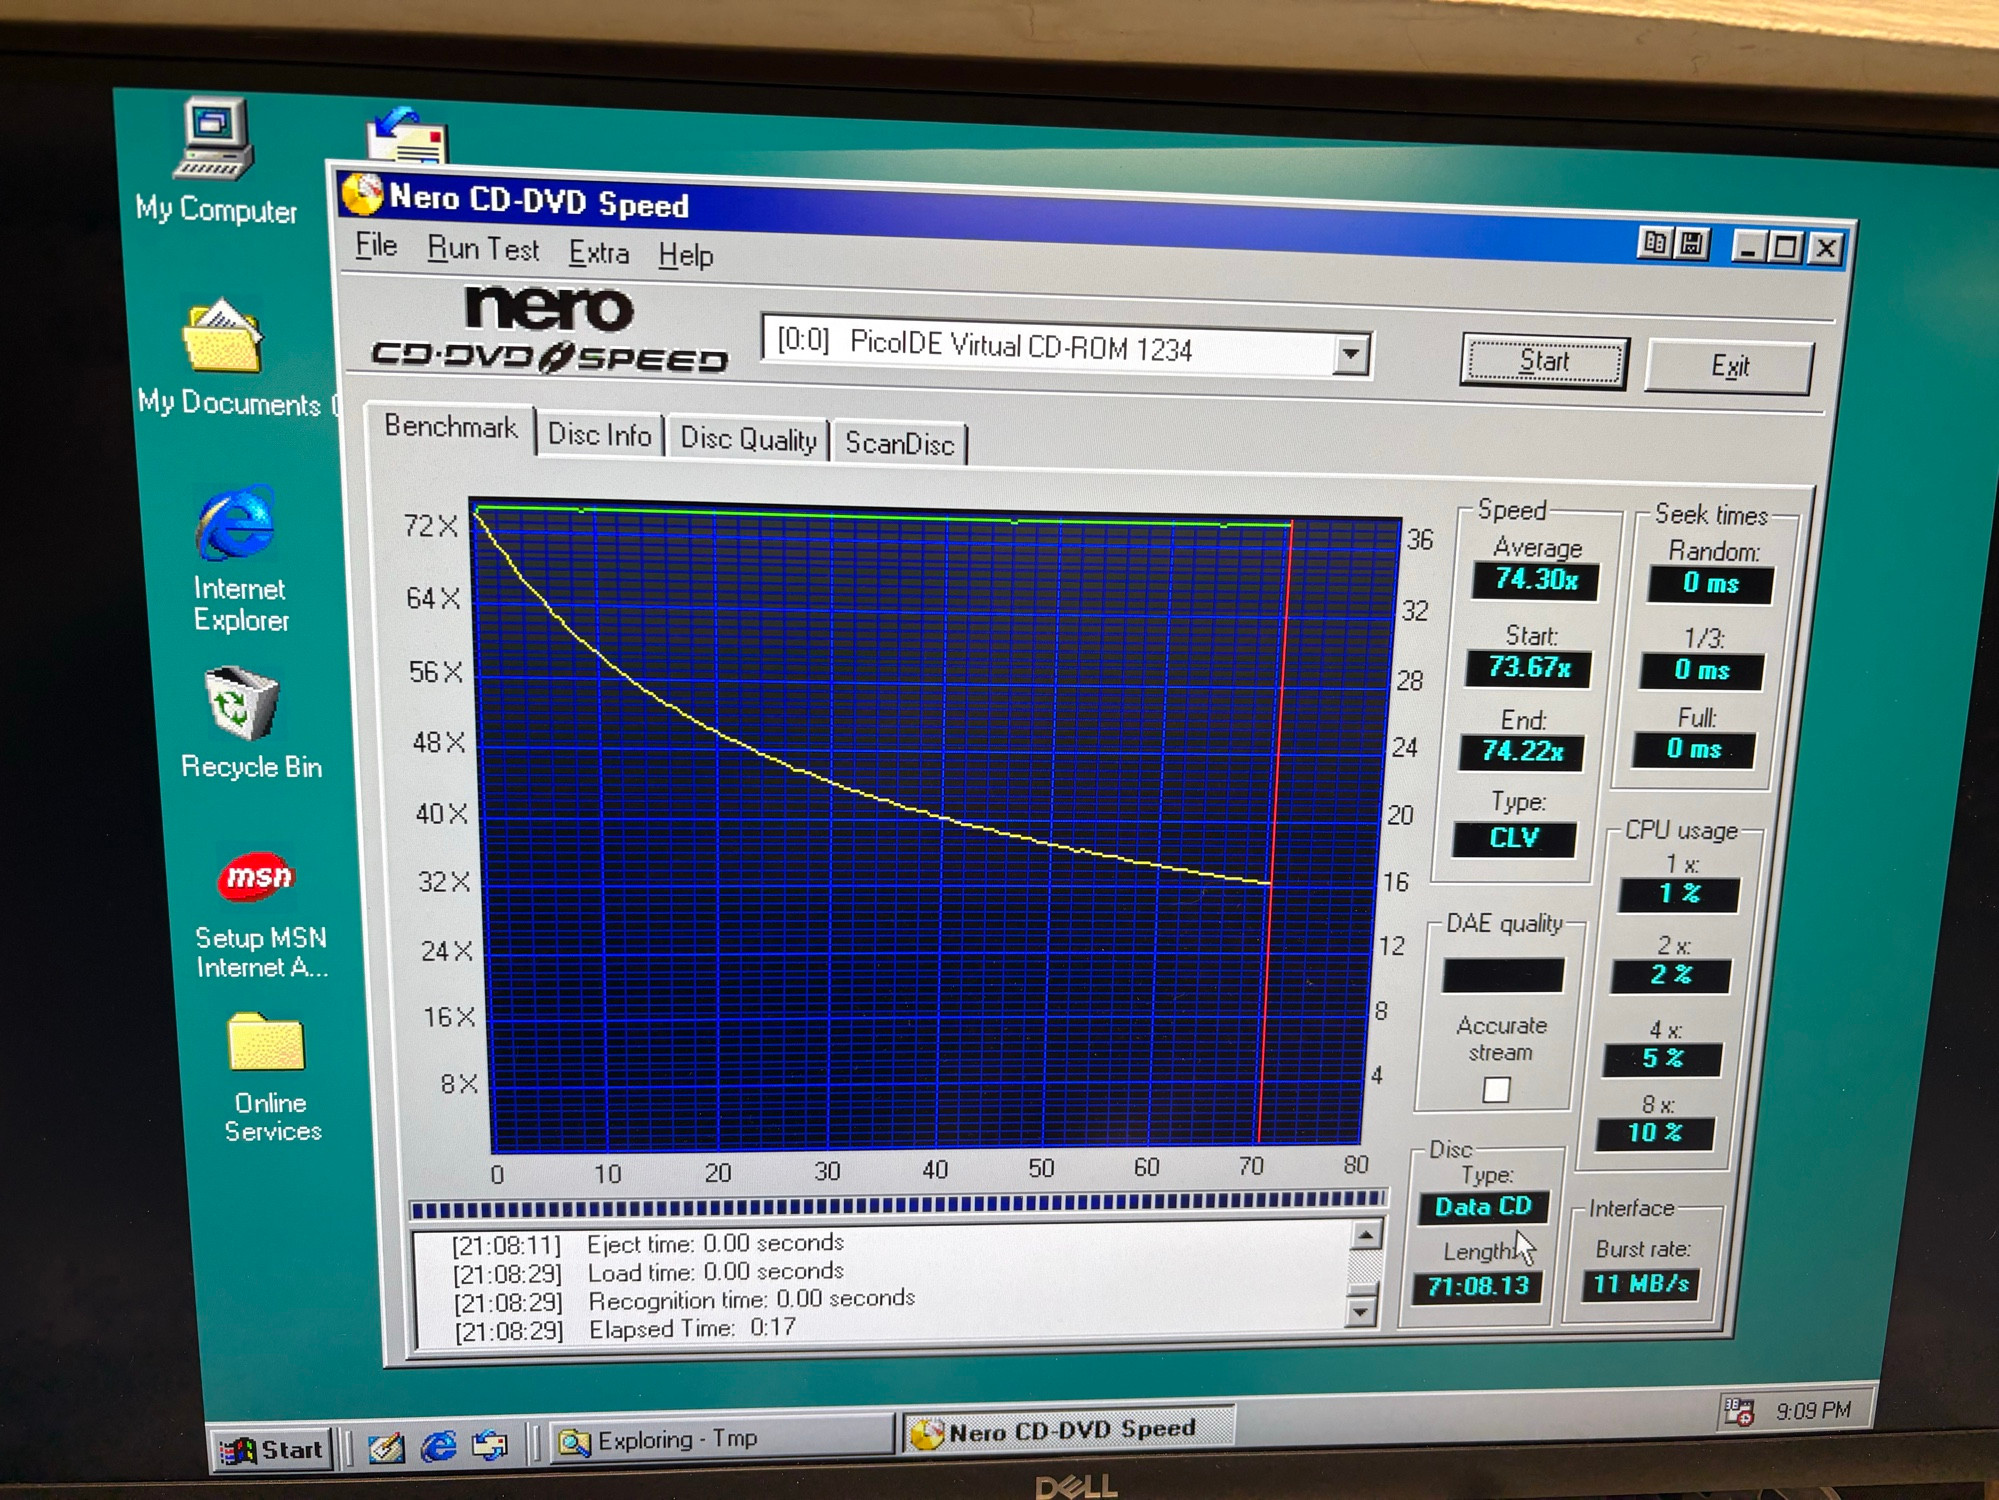 My Computer
My Documents
Internet
Explorer
Recycle Bin
msn
Setup MSN
Internet A...
Online
Services
Nero CD-DVD Speed
File Run Test Extra Help
nero
CD·DVD SPEED
[0:0] PicoIDE Virtual CD-ROM 1234
Start
Exit
Benchmark Disc Info Disc Quality ScanDisc
72X
64X
56X
48X
40X
32X
24X
16X
8X
36
32
28
24
20
16
12
8
4
0 10 20 30 40 50 60 70 80
Speed
Average
74.30x
Start:
73.67x
End:
74.22x
Type:
CLV
DAE quality
Accurate
stream
Disc
Type:
Data CD
Length:
71:08.13
Seek times
Random:
0 ms
1/3:
0 ms
Full:
0 ms
CPU usage
1 x:
1 %
2 x:
2 %
4 x:
5 %
8 x:
10 %
Interface
Burst rate:
11 MB/s
[21:08:11] Eject time: 0.00 seconds
[21:08:29] Load time: 0.00 seconds
[21:08:29] Recognition time: 0.00 seconds
[21:08:29] Elapsed Time: 0:17
Start
Exploring - Tmp
Nero CD-DVD Speed
9:09 PM
DELL